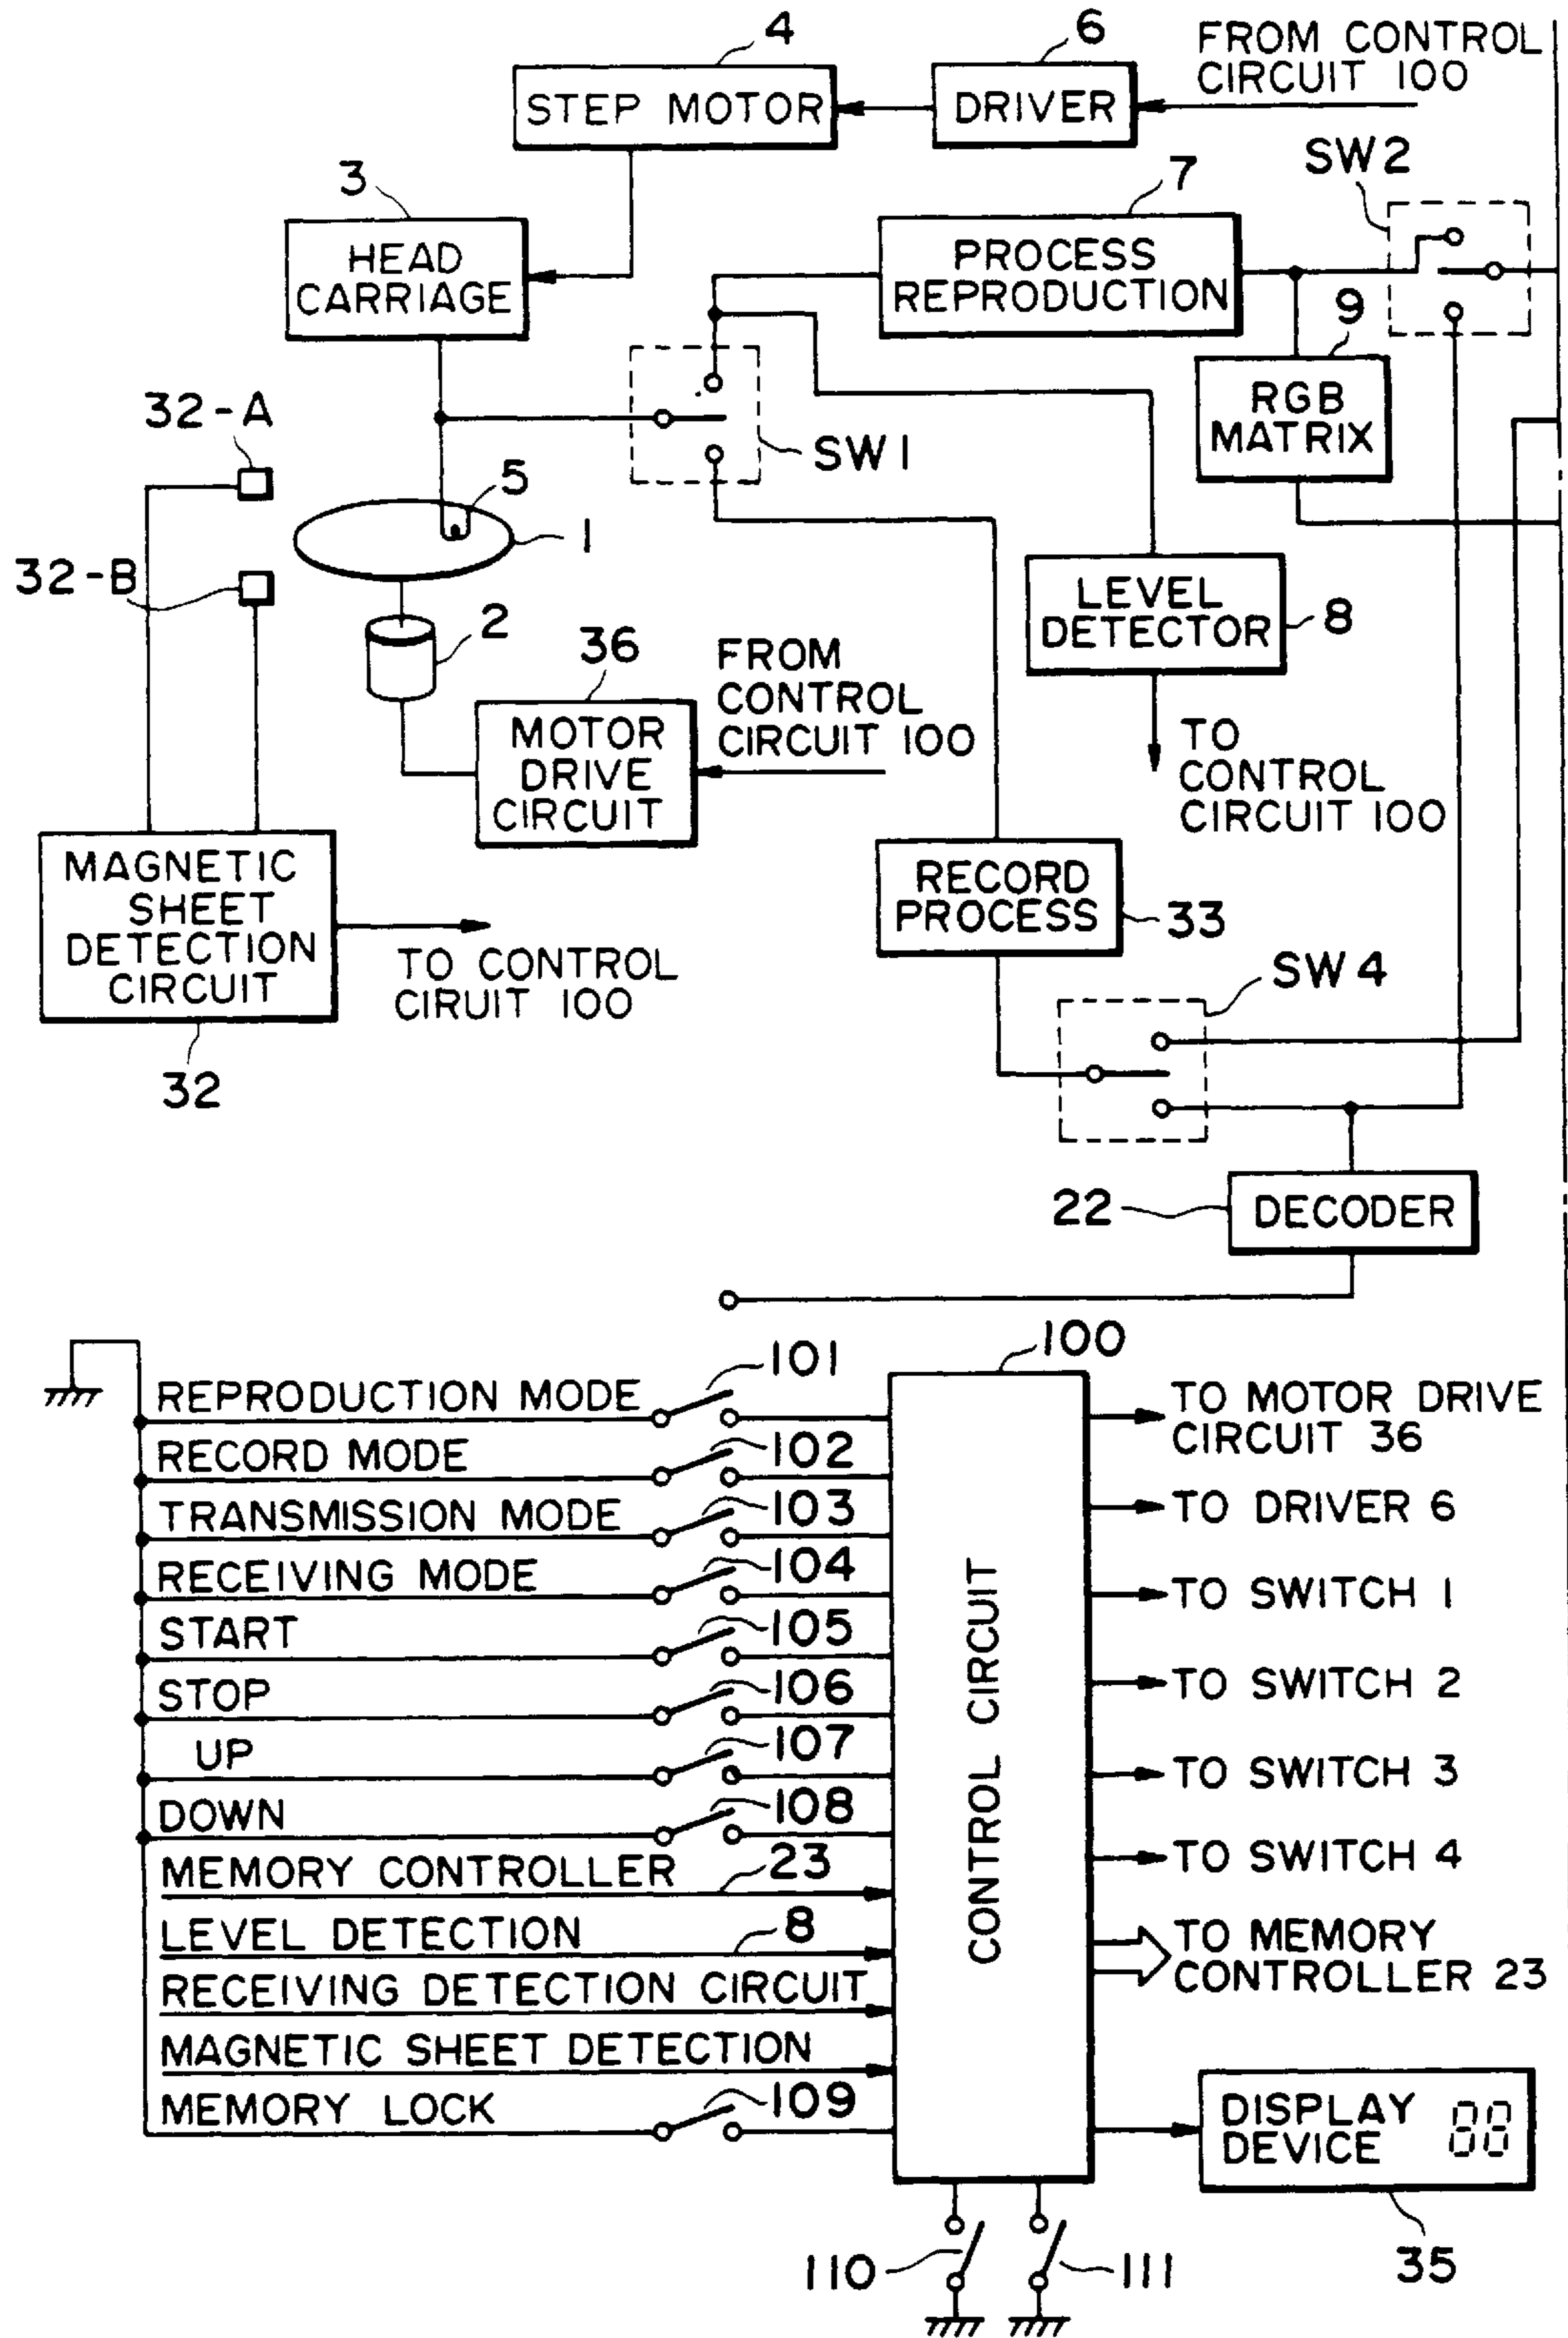 4
6
FROM CONTROL
CIRCUIT 100
STEP MOTOR
DRIVER
SW2
3
7
HEAD
CARRIAGE
PROCESS
REPRODUCTION
9
RGB
MATRIX
32-A
SW1
5
1
32-B
LEVEL
DETECTOR
8
2
36
FROM
CONTROL
CIRCUIT 100
MOTOR
DRIVE
CIRCUIT
TO
CONTROL
CIRCUIT 100
MAGNETIC
SHEET
DETECTION
CIRCUIT
RECORD
PROCESS
33
TO CONTROL
CIRUIT 100
SW4
32
22
DECODER
100
101
REPRODUCTION MODE
TO MOTOR DRIVE
CIRCUIT 36
RECORD MODE
102
TRANSMISSION MODE
103
TO DRIVER 6
RECEIVING MODE
104
TO SWITCH 1
START
105
STOP
106
TO SWITCH 2
UP
107
TO SWITCH 3
DOWN
108
CONTROL CIRCUIT
TO SWITCH 4
MEMORY CONTROLLER
23
LEVEL DETECTION
8
TO MEMORY
CONTROLLER 23
RECEIVING DETECTION CIRCUIT
MAGNETIC SHEET DETECTION
MEMORY LOCK
109
DISPLAY
DEVICE
88
110
111
35